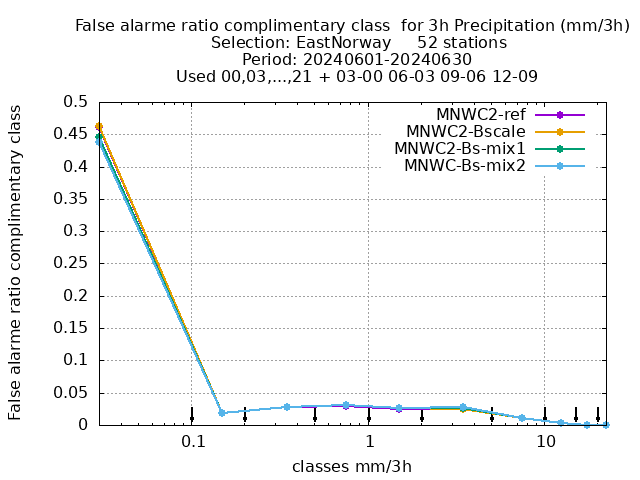 False alarme ratio complimentary class  for 3h Precipitation (mm/3h)
Selection: EastNorway     52 stations
Period: 20240601-20240630
Used 00,03,...,21 + 03-00 06-03 09-06 12-09
False alarme ratio complimentary class
0.5
0.45
0.4
0.35
0.3
0.25
0.2
0.15
0.1
0.05
0
MNWC2-ref
MNWC2-Bscale
MNWC2-Bs-mix1
MNWC-Bs-mix2
0.1
1
10
classes mm/3h